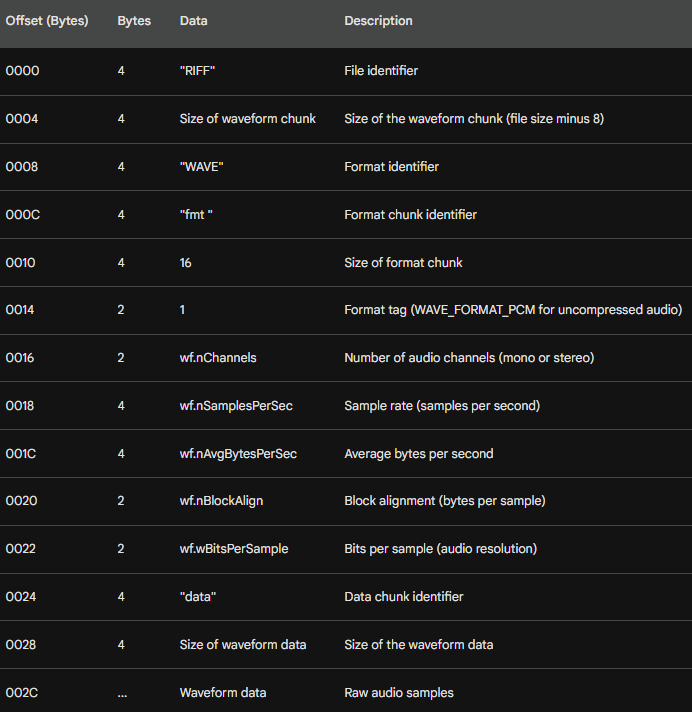 Offset (Bytes) Bytes Data Description
0000 4 "RIFF" File identifier
0004 4 Size of waveform chunk Size of the waveform chunk (file size minus 8)
0008 4 "WAVE" Format identifier
000C 4 "fmt " Format chunk identifier
0010 4 16 Size of format chunk
0014 2 1 Format tag (WAVE_FORMAT_PCM for uncompressed audio)
0016 2 wf.nChannels Number of audio channels (mono or stereo)
0018 4 wf.nSamplesPerSec Sample rate (samples per second)
001C 4 wf.nAvgBytesPerSec Average bytes per second
0020 2 wf.nBlockAlign Block alignment (bytes per sample)
0022 2 wf.wBitsPerSample Bits per sample (audio resolution)
0024 4 "data" Data chunk identifier
0028 4 Size of waveform data Size of the waveform data
002C ... Waveform data Raw audio samples